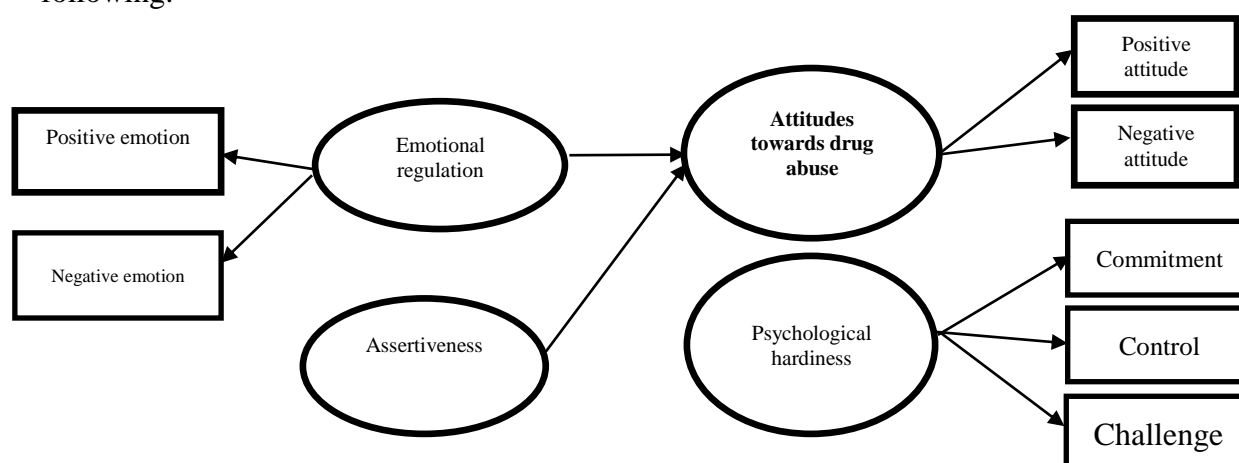 following:
Positive
attitude
Positive emotion
Emotional
regulation
Attitudes
towards drug
abuse
Negative
attitude
Negative emotion
Commitment
Assertiveness
Psychological
hardiness
Control
Challenge